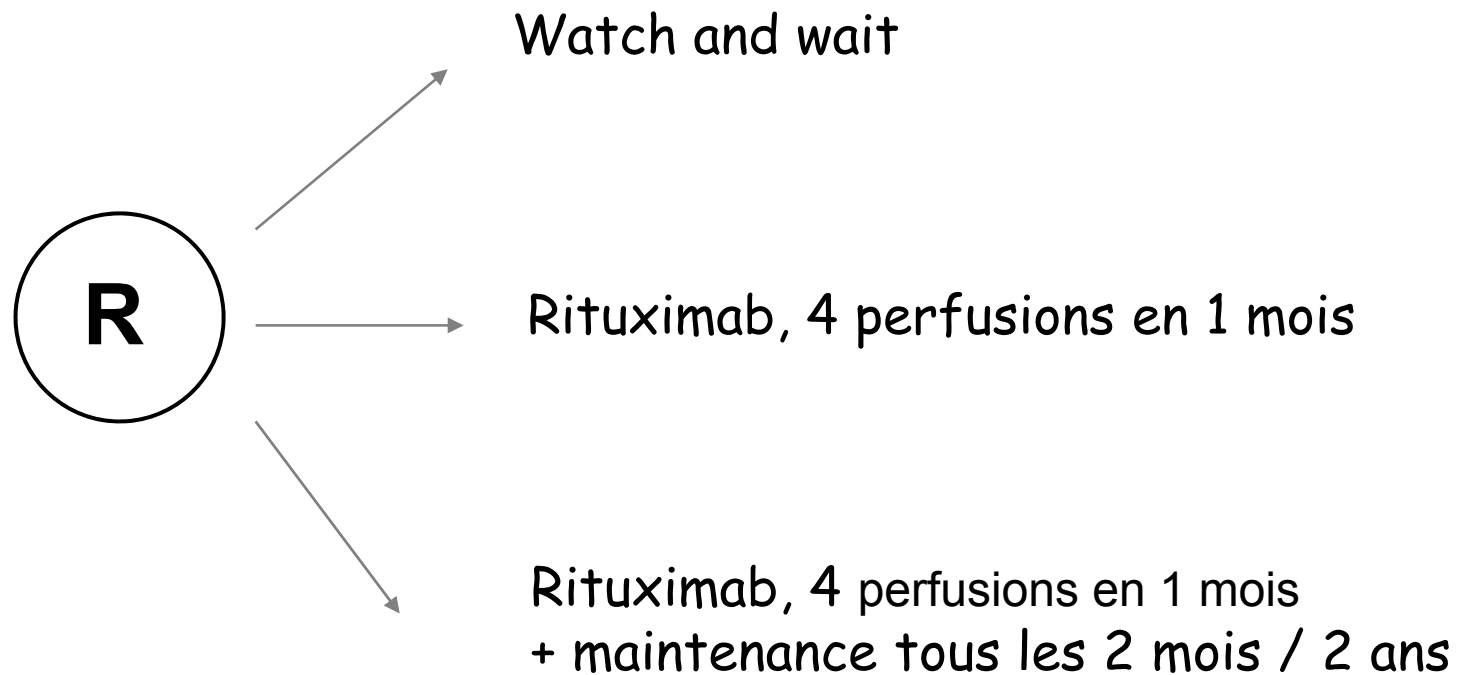 Watch and wait
R
Rituximab, 4 perfusions en 1 mois
Rituximab, 4 perfusions en 1 mois
+ maintenance tous les 2 mois / 2 ans